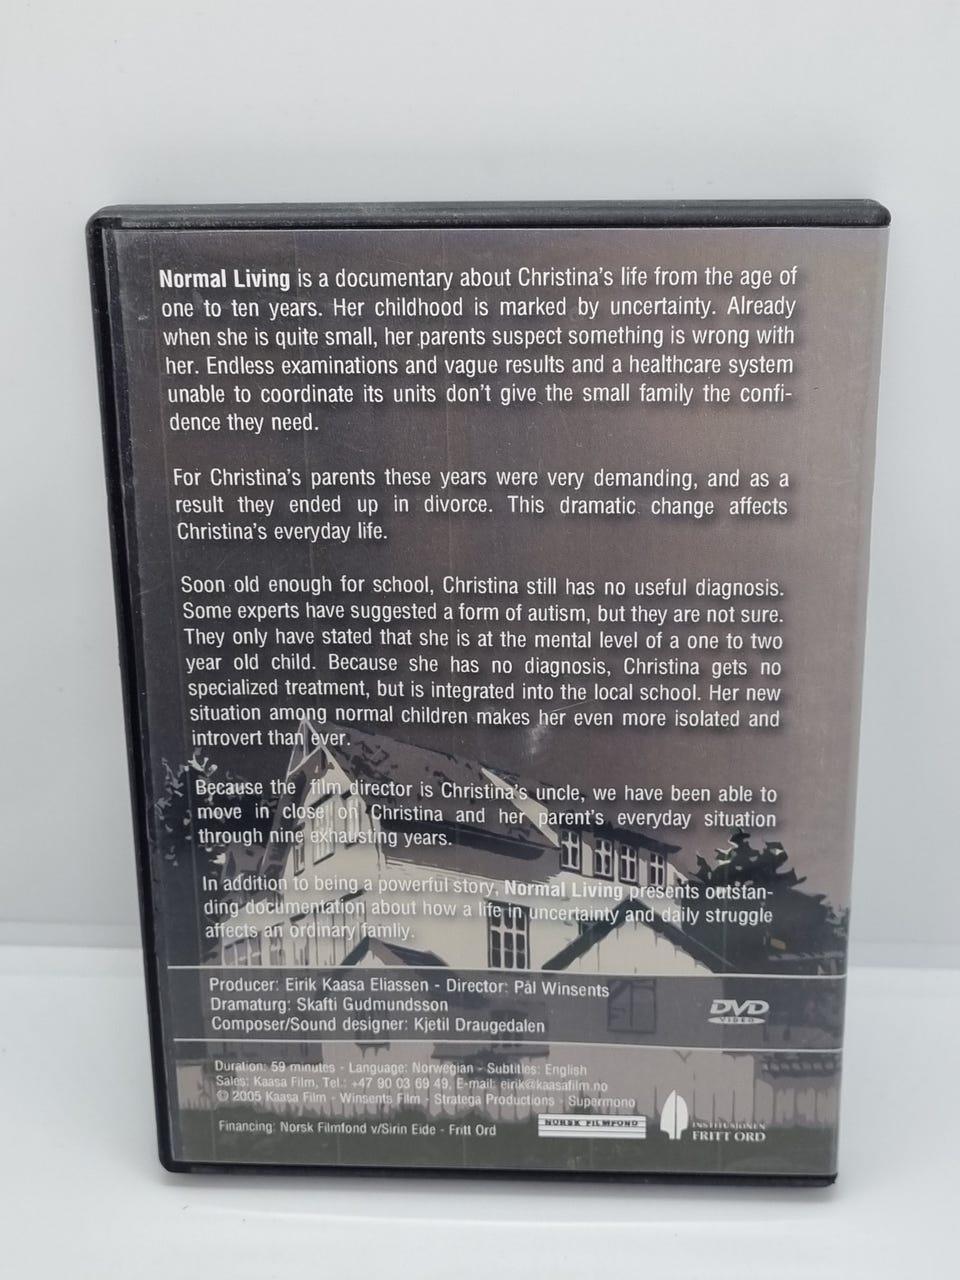 Normal Living is a documentary about Christina's life from the age of
one to ten years. Her childhood is marked by uncertainty. Already
when she is quite small, her parents suspect something is wrong with
her. Endless examinations and vague results and a healthcare system
unable to coordinate its units don't give the small family the confi-
dence they need.
For Christina's parents these years were very demanding, and as a
result they ended up in divorce. This dramatic change affects
Christina's everyday life.
Soon old enough for school, Christina still has no useful diagnosis.
Some experts have suggested a form of autism, but they are not sure.
They only have stated that she is at the mental level of a one to two
year old child. Because she has no diagnosis, Christina gets no
specialized treatment, but is integrated into the local school. Her new
situation among normal children makes her even more isolated and
introvert than ever.
Because the film director is Christina's uncle, we have been able to
move in close on Christina and her parent's everyday situation
through nine exhausting years.
In addition to being a powerful story, Normal Living presents outstan-
ding documentation about how a life in uncertainty and daily struggle
affects an ordinary famliy.
Producer: Eirik Kaasa Eliassen - Director: Pål Winsents
Dramaturg: Skafti Gudmundsson
Composer/Sound designer: Kjetil Draugedalen
DVD
VIDEO
Duration: 59 minutes - Language: Norwegian - Subtitles: English
Sales: Kaasa Film, Tel.: +47 90 03 69 49, E-mail: eirik@kaasafilm.no
© 2005 Kaasa Film - Winsents Film - Stratega Productions - Supermono
Financing: Norsk Filmfond v/Sirin Eide - Fritt Ord
NORSK FILMFOND
INSTITUSJONEN
FRITT ORD